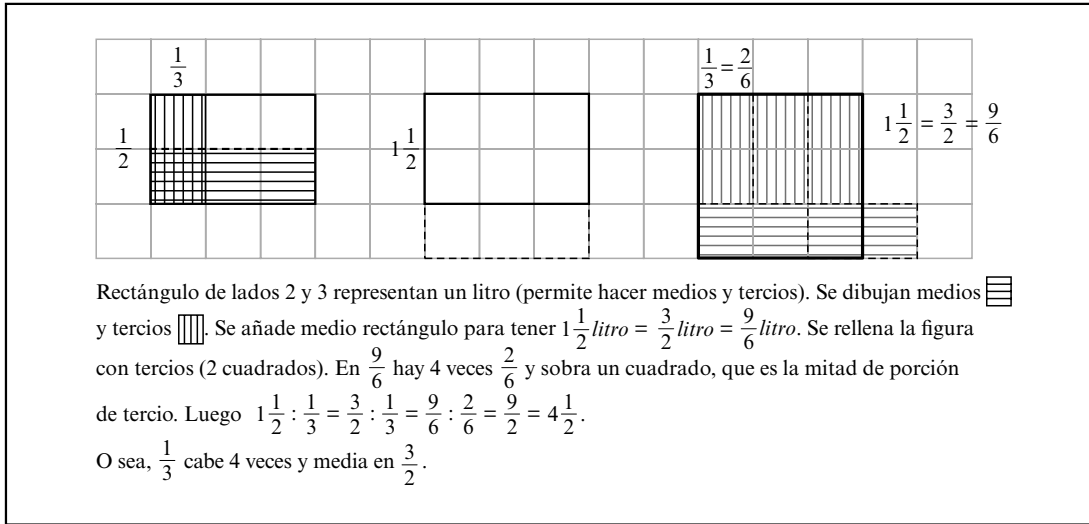 1/3
1/2
1 1/2
1/3 = 2/6
1 1/2 = 3/2 = 9/6
Rectángulo de lados 2 y 3 representan un litro (permite hacer medios y tercios). Se dibujan medios
y tercios . Se añade medio rectángulo para tener 1 1/2 litro = 3/2 litro = 9/6 litro. Se rellena la figura
con tercios (2 cuadrados). En 9/6 hay 4 veces 2/6 y sobra un cuadrado, que es la mitad de porción
de tercio. Luego 1 1/2 : 1/3 = 3/2 : 1/3 = 9/6 : 2/6 = 9/2 = 4 1/2.
O sea, 1/3 cabe 4 veces y media en 3/2.